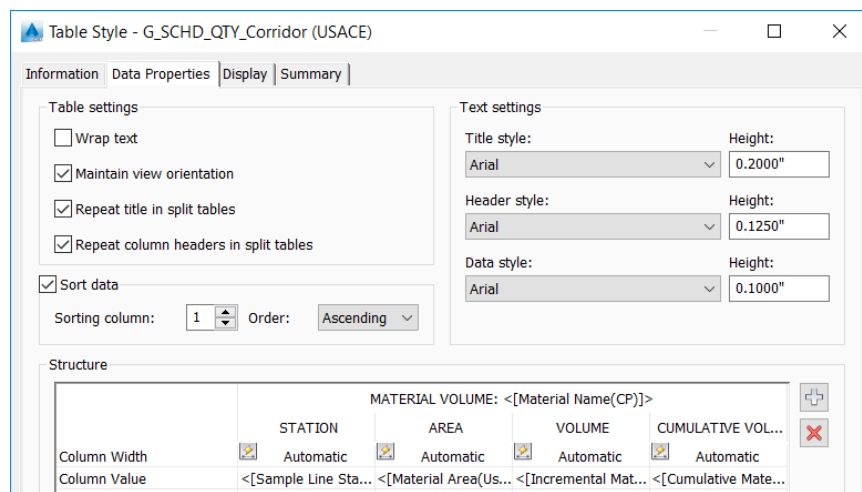 Table Style - G_SCHD_QTY_Corridor (USACE)
Information Data Properties Display Summary
Table settings
Wrap text
Maintain view orientation
Repeat title in split tables
Repeat column headers in split tables
Text settings
Title style: Height:
Arial 0.2000"
Header style: Height:
Arial 0.1250"
Data style: Height:
Arial 0.1000"
Sort data
Sorting column: 1 Order: Ascending
Structure
MATERIAL VOLUME: <[Material Name(CP)]>
STATION AREA VOLUME CUMULATIVE VOL...
Column Width Automatic Automatic Automatic Automatic
Column Value <[Sample Line Sta... <[Material Area(Us... <[Incremental Mat... <[Cumulative Mate...